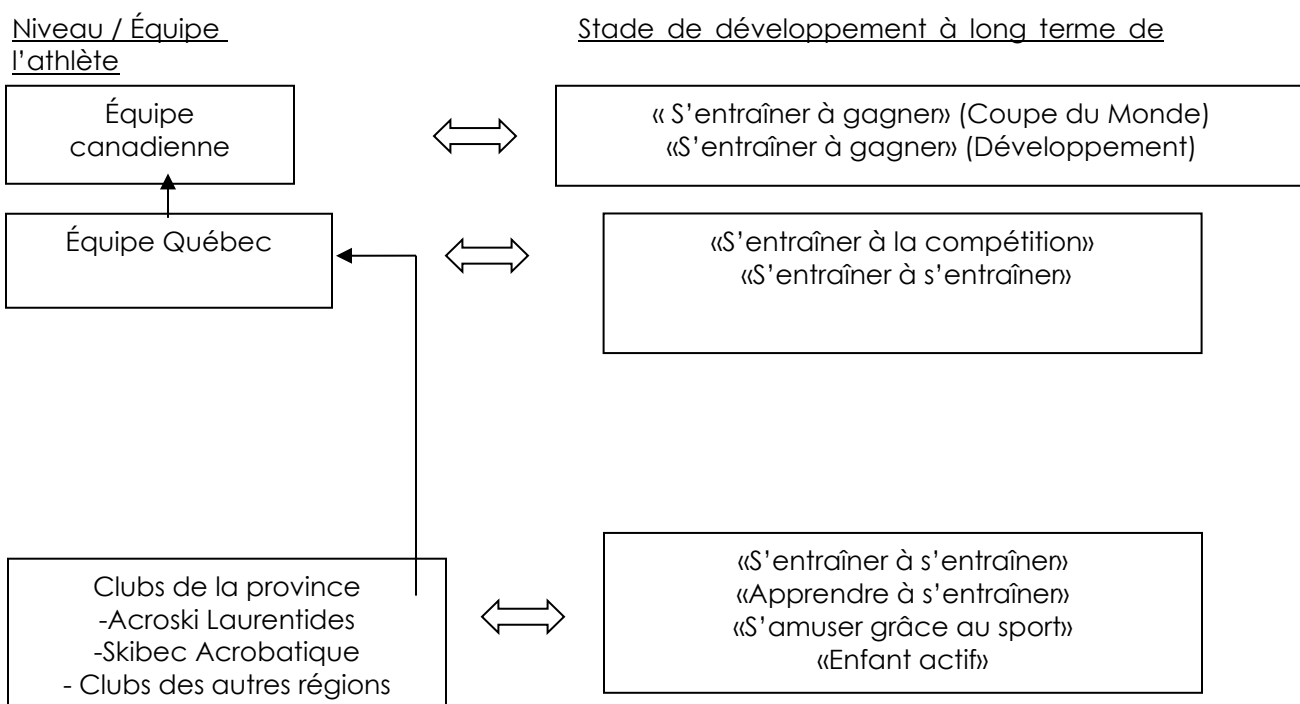 Niveau / Équipe
Stade de développement à long terme de
l'athlète
Équipe
canadienne
« S'entraîner à gagner» (Coupe du Monde)
«S'entraîner à gagner» (Développement)
Équipe Québec
«S'entraîner à la compétition»
«S'entraîner à s'entraîner»
Clubs de la province
-Acroski Laurentides
-Skibec Acrobatique
- Clubs des autres régions
«S'entraîner à s'entraîner»
«Apprendre à s'entraîner»
«S'amuser grâce au sport»
«Enfant actif»